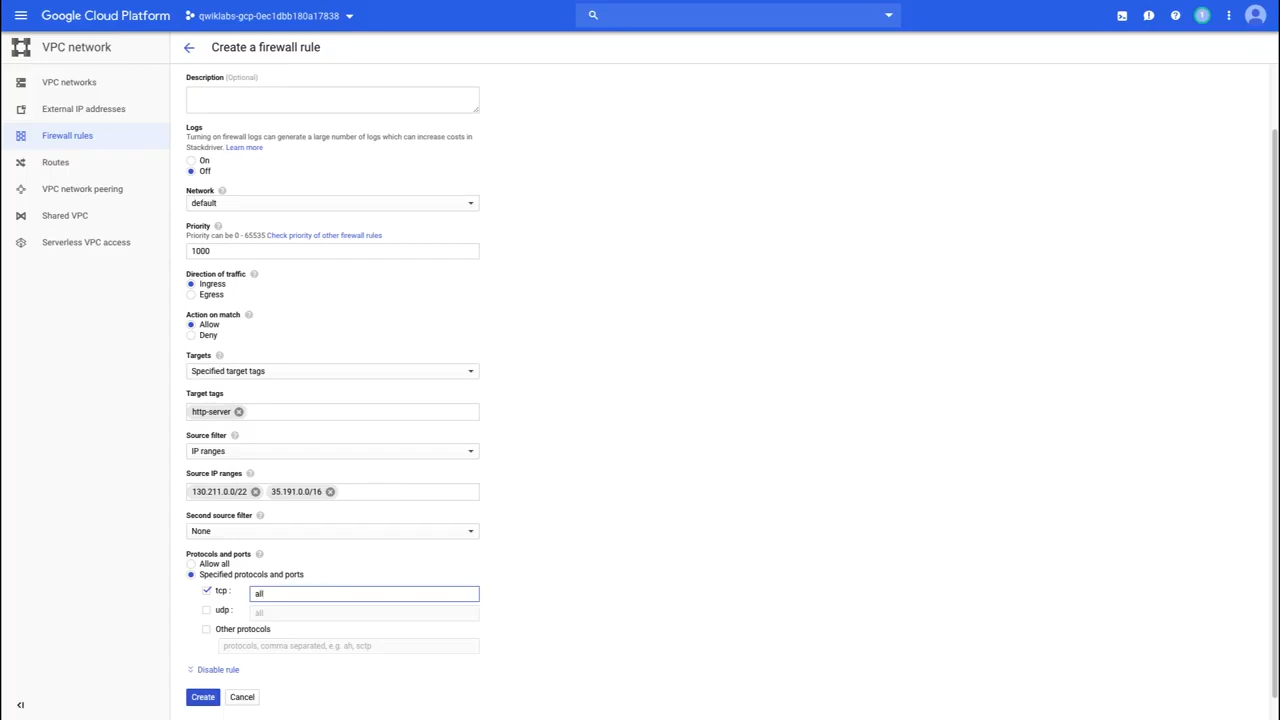 Google Cloud Platform
qwiklabs-gcp-0ec1dbb180a17838
1
VPC network
Create a firewall rule
VPC networks
External IP addresses
Firewall rules
Routes
VPC network peering
Shared VPC
Serverless VPC access
Description (Optional)
Logs
Turning on firewall logs can generate a large number of logs which can increase costs in
Stackdriver. Learn more
On
Off
Network
default
Priority
Priority can be 0 - 65535 Check priority of other firewall rules
1000
Direction of traffic
Ingress
Egress
Action on match
Allow
Deny
Targets
Specified target tags
Target tags
http-server
Source filter
IP ranges
Source IP ranges
130.211.0.0/22 35.191.0.0/16
Second source filter
None
Protocols and ports
Allow all
Specified protocols and ports
tcp : all
udp : all
Other protocols
protocols, comma separated, e.g. ah, sctp
Disable rule
Create Cancel